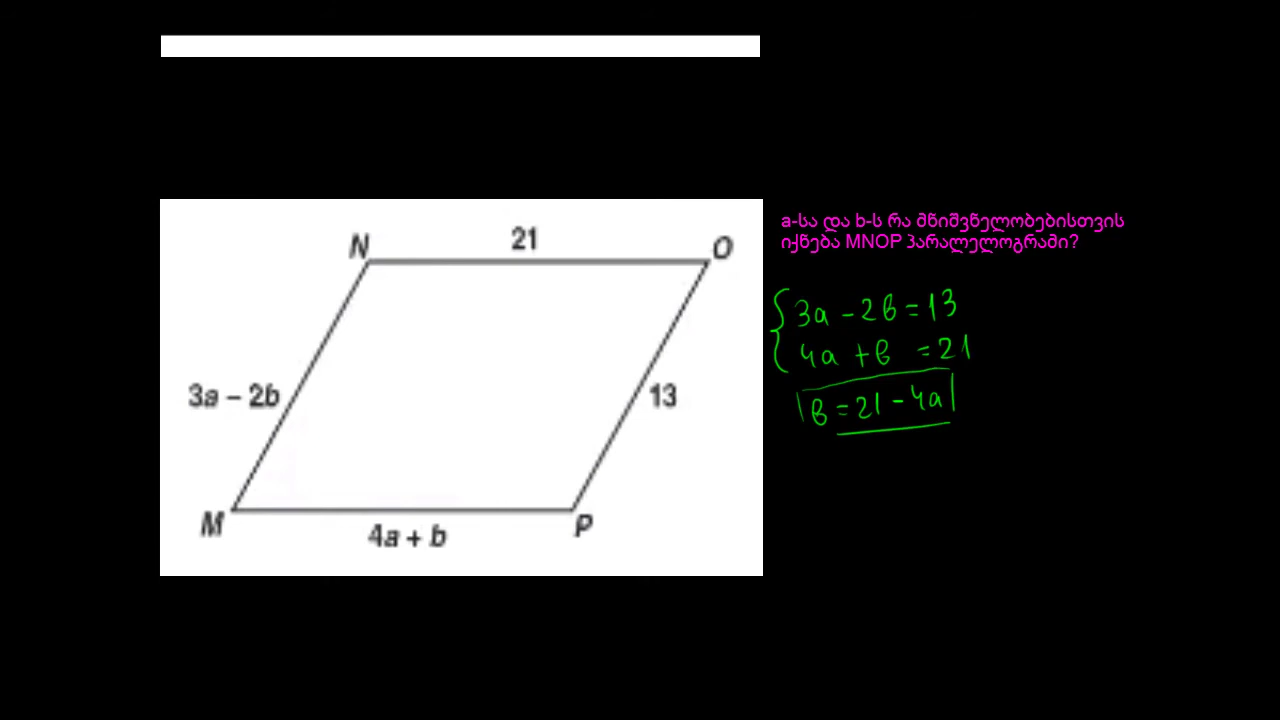 N
21
O
3a – 2b
13
M
4a + b
P
a-სა და b-ს რა მნიშვნელობებისთვის
იქნება MNOP პარალელოგრამი?
3a - 2b = 13
4a + b = 21
b = 21 - 4a